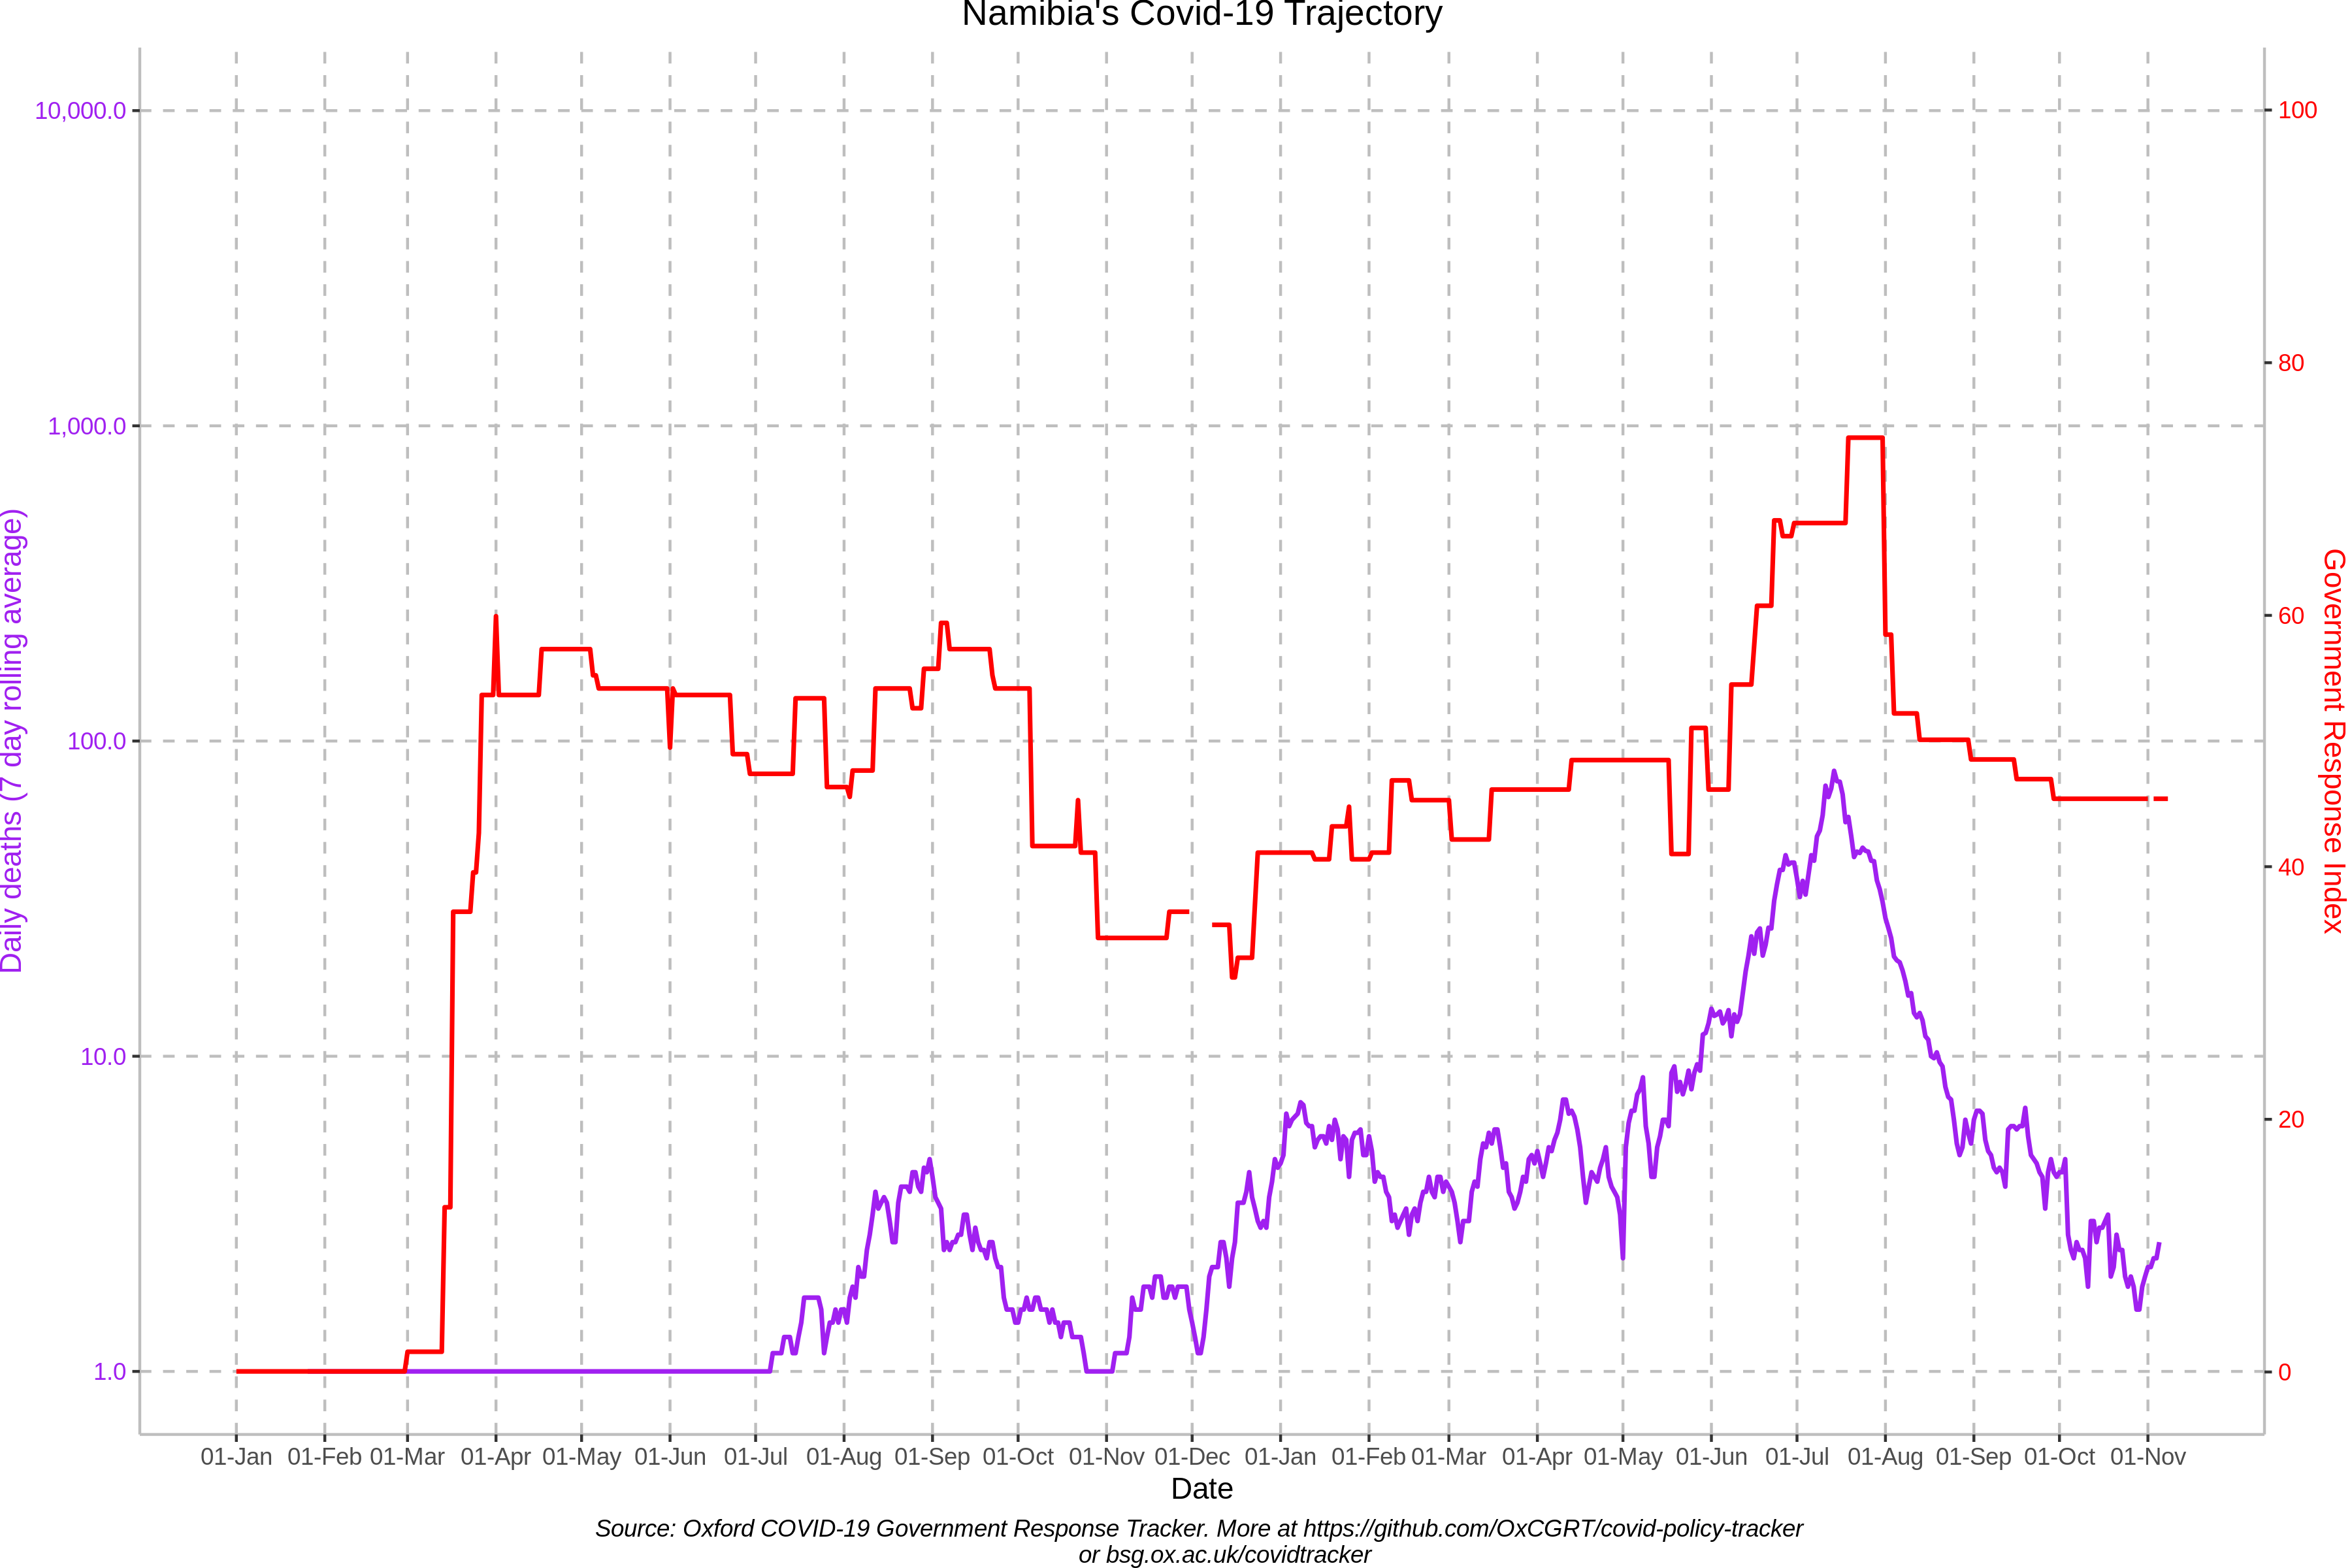 Namibia's Covid-19 Trajectory
10,000.0
1,000.0
100.0
10.0
1.0
Daily deaths (7 day rolling average)
100
80
60
40
20
0
Government Response Index
01-Jan 01-Feb 01-Mar 01-Apr 01-May 01-Jun 01-Jul 01-Aug 01-Sep 01-Oct 01-Nov 01-Dec 01-Jan 01-Feb 01-Mar 01-Apr 01-May 01-Jun 01-Jul 01-Aug 01-Sep 01-Oct 01-Nov
Date
Source: Oxford COVID-19 Government Response Tracker. More at https://github.com/OxCGRT/covid-policy-tracker
or bsg.ox.ac.uk/covidtracker